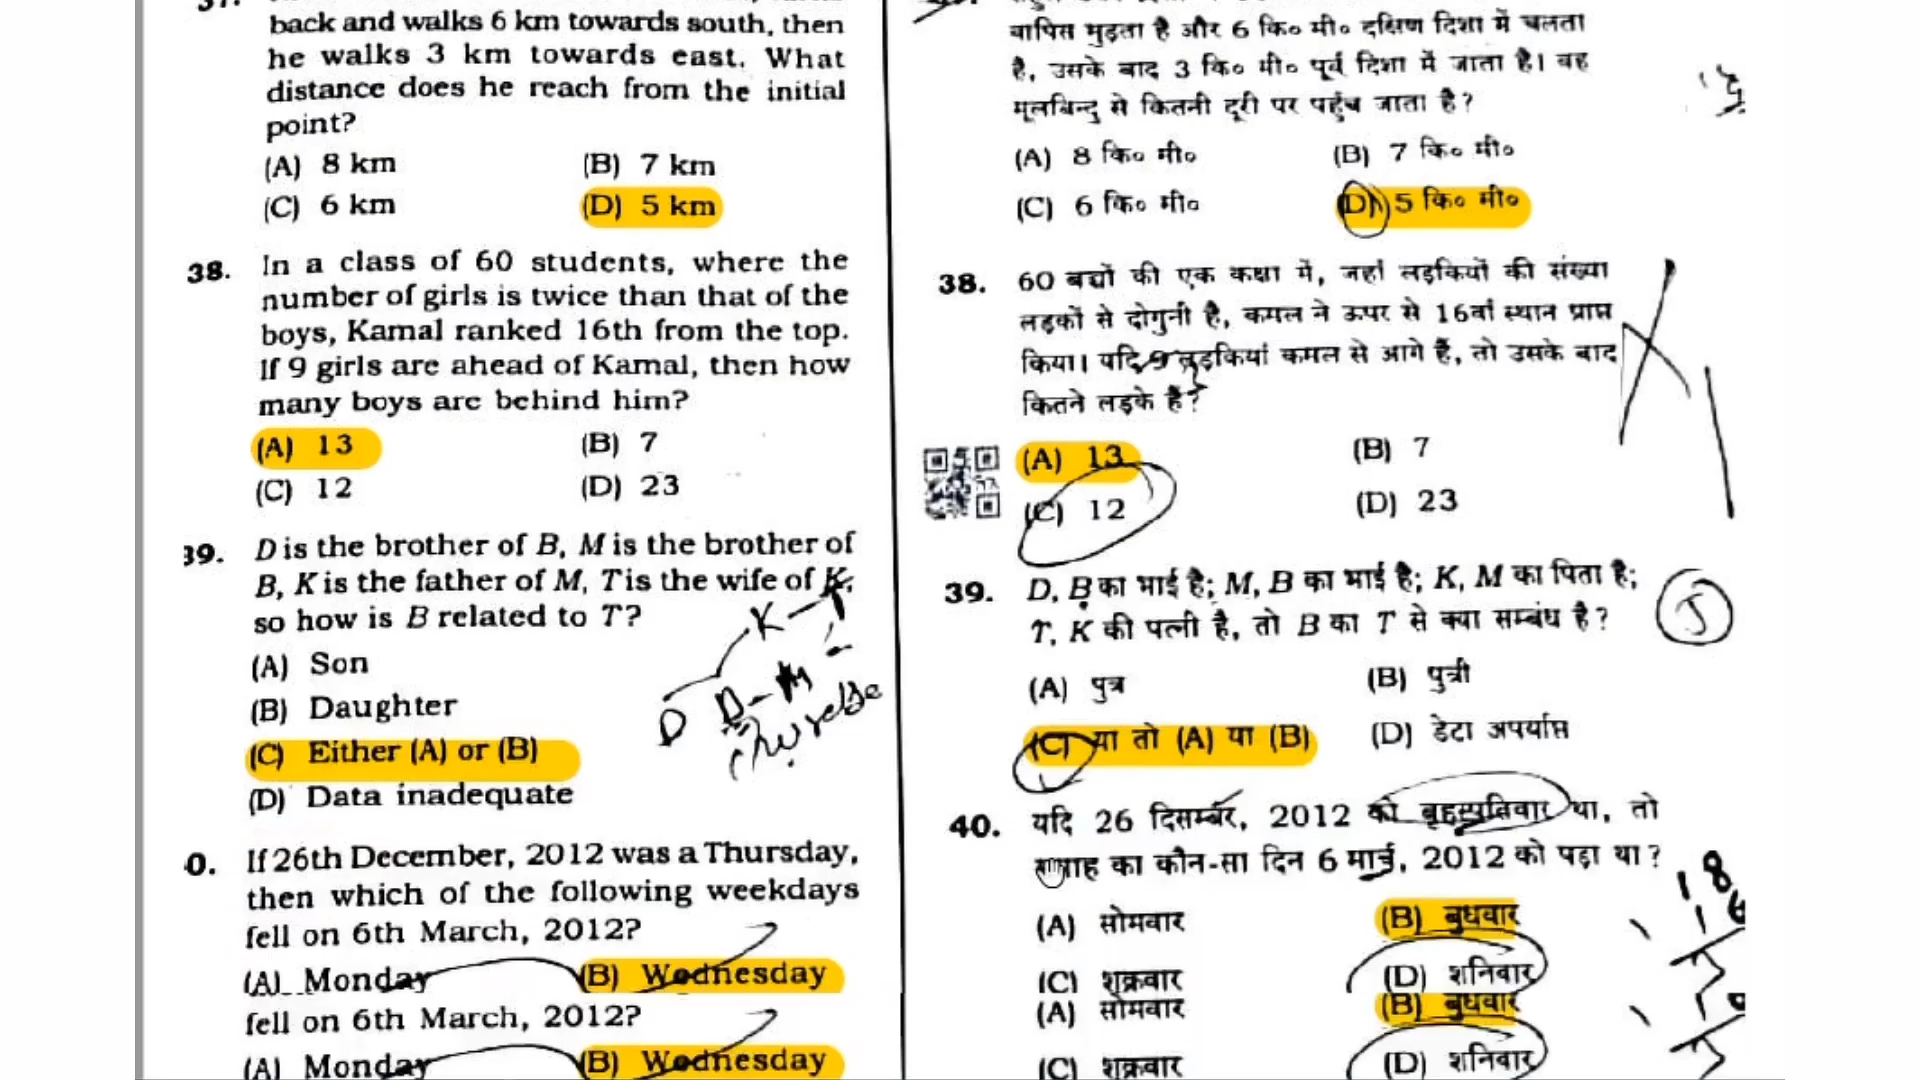 back and walks 6 km towards south, then
he walks 3 km towards east. What
distance does he reach from the initial
point?
(A) 8 km (B) 7 km
(C) 6 km (D) 5 km
38. In a class of 60 students, where the
number of girls is twice than that of the
boys, Kamal ranked 16th from the top.
If 9 girls are ahead of Kamal, then how
many boys are behind him?
(A) 13 (B) 7
(C) 12 (D) 23
39. D is the brother of B, M is the brother of
B, K is the father of M, T is the wife of K,
so how is B related to T?
(A) Son
(B) Daughter
(C) Either (A) or (B)
(D) Data inadequate
0. If 26th December, 2012 was a Thursday,
then which of the following weekdays
fell on 6th March, 2012?
(A) Monday (B) Wednesday
fell on 6th March, 2012?
(A) Monday (B) Wednesday
वापिस मुड़ता है और 6 कि० मी० दक्षिण दिशा में चलता
है, उसके बाद 3 कि० मी० पूर्व दिशा में जाता है। वह
मूलबिन्दु से कितनी दूरी पर पहुंच जाता है?
(A) 8 कि० मी० (B) 7 कि० मी०
(C) 6 कि० मी० (D) 5 कि० मी०
38. 60 बच्चों की एक कक्षा में, जहां लड़कियों की संख्या
लड़कों से दोगुनी है, कमल ने ऊपर से 16वां स्थान प्राप्त
किया। यदि 9 लड़कियां कमल से आगे हैं, तो उसके बाद
कितने लड़के हैं?
(A) 13 (B) 7
(C) 12 (D) 23
39. D, B का भाई है; M, B का भाई है; K, M का पिता है;
T, K की पत्नी है, तो B का T से क्या सम्बंध है?
(A) पुत्र (B) पुत्री
(C) या तो (A) या (B) (D) डेटा अपर्याप्त
40. यदि 26 दिसम्बर, 2012 को बृहस्पतिवार था, तो
सप्ताह का कौन-सा दिन 6 मार्च, 2012 को पड़ा था?
(A) सोमवार (B) बुधवार
(C) शुक्रवार (D) शनिवार
(A) सोमवार (B) बुधवार
(C) शुक्रवार (D) शनिवार
K T
D D M
18